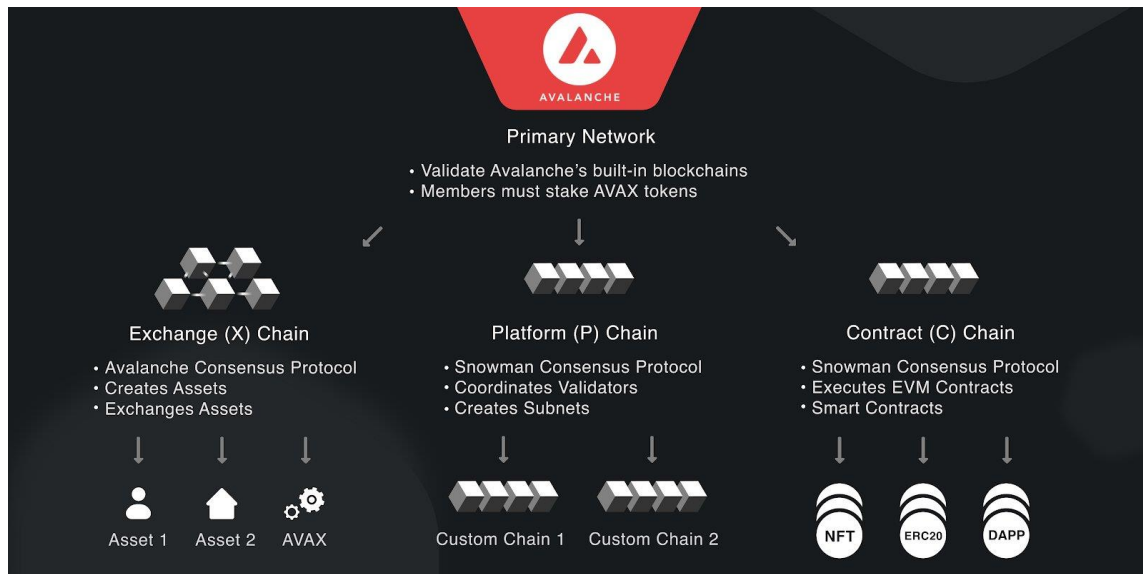 AVALANCHE
Primary Network
• Validate Avalanche's built-in blockchains
• Members must stake AVAX tokens
Exchange (X) Chain
• Avalanche Consensus Protocol
• Creates Assets
• Exchanges Assets
Asset 1
Asset 2
AVAX
Platform (P) Chain
• Snowman Consensus Protocol
• Coordinates Validators
• Creates Subnets
Custom Chain 1
Custom Chain 2
Contract (C) Chain
• Snowman Consensus Protocol
• Executes EVM Contracts
• Smart Contracts
NFT
ERC20
DAPP